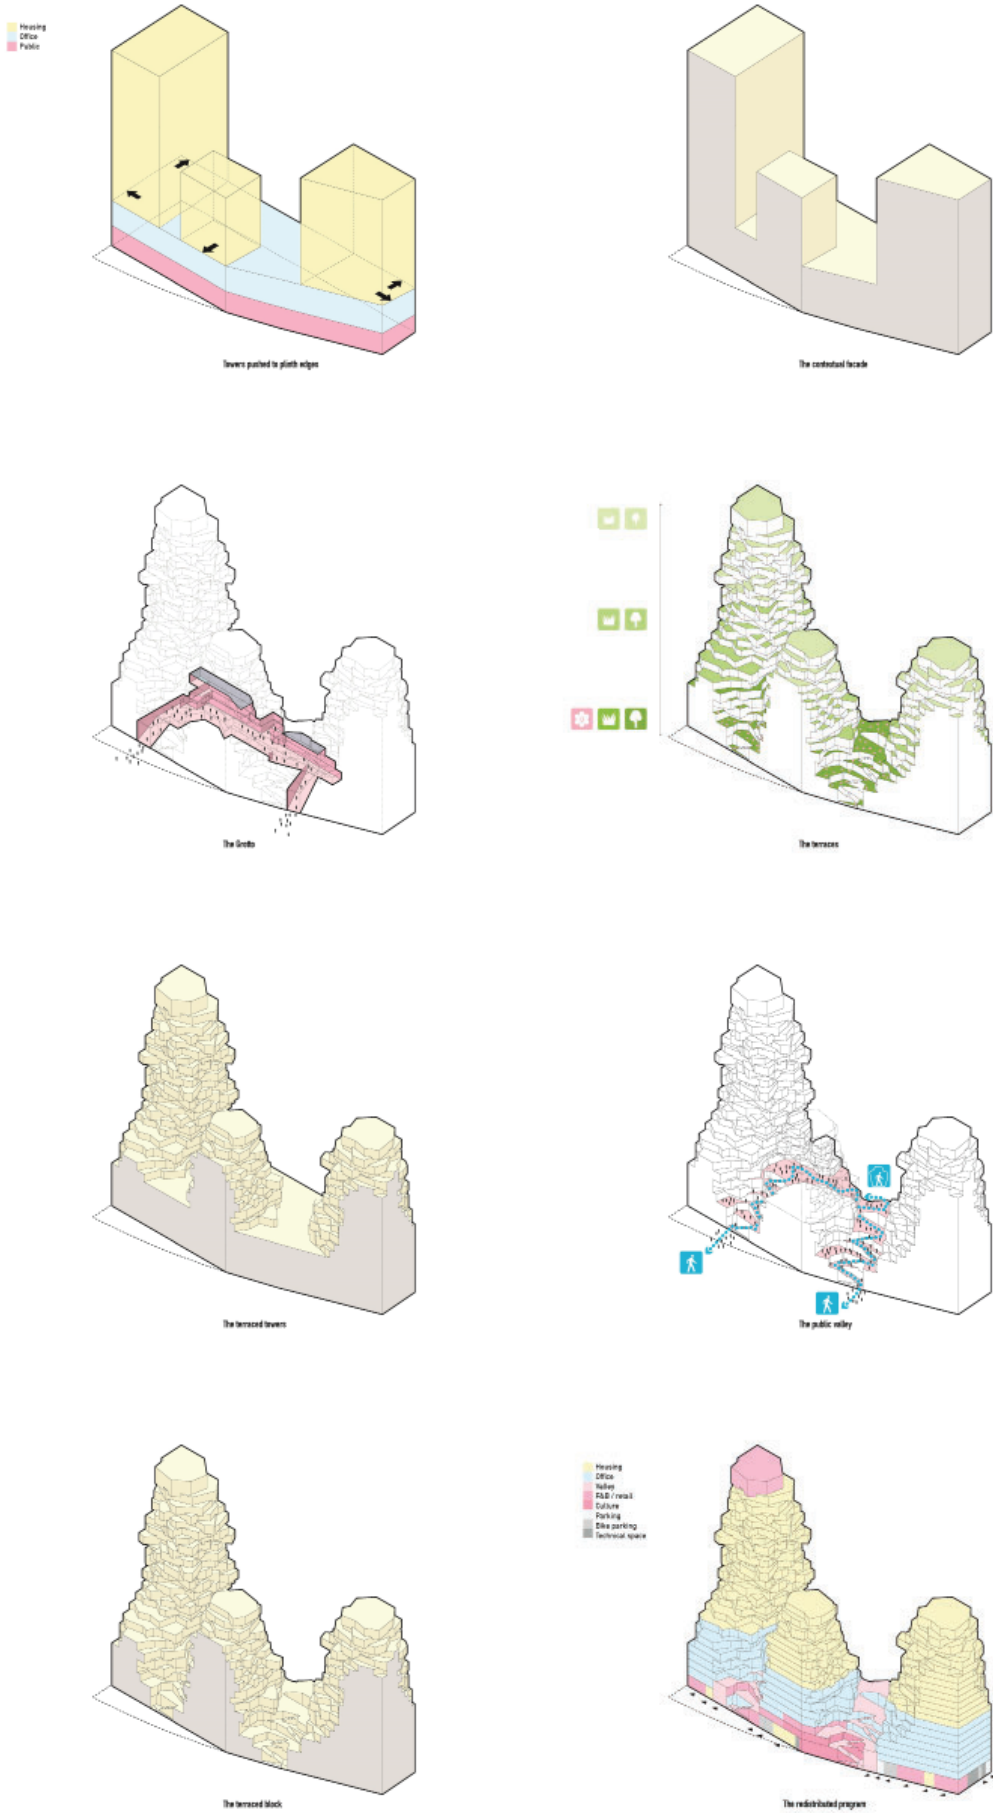 Housing
Office
Public
Towers pushed to plinth edges
The contextual facade
The Grotto
The terraces
The terraced towers
The public valley
Housing
Office
Valley
F&B / retail
Culture
Parking
Bike parking
Technical space
The terraced block
The redistributed program